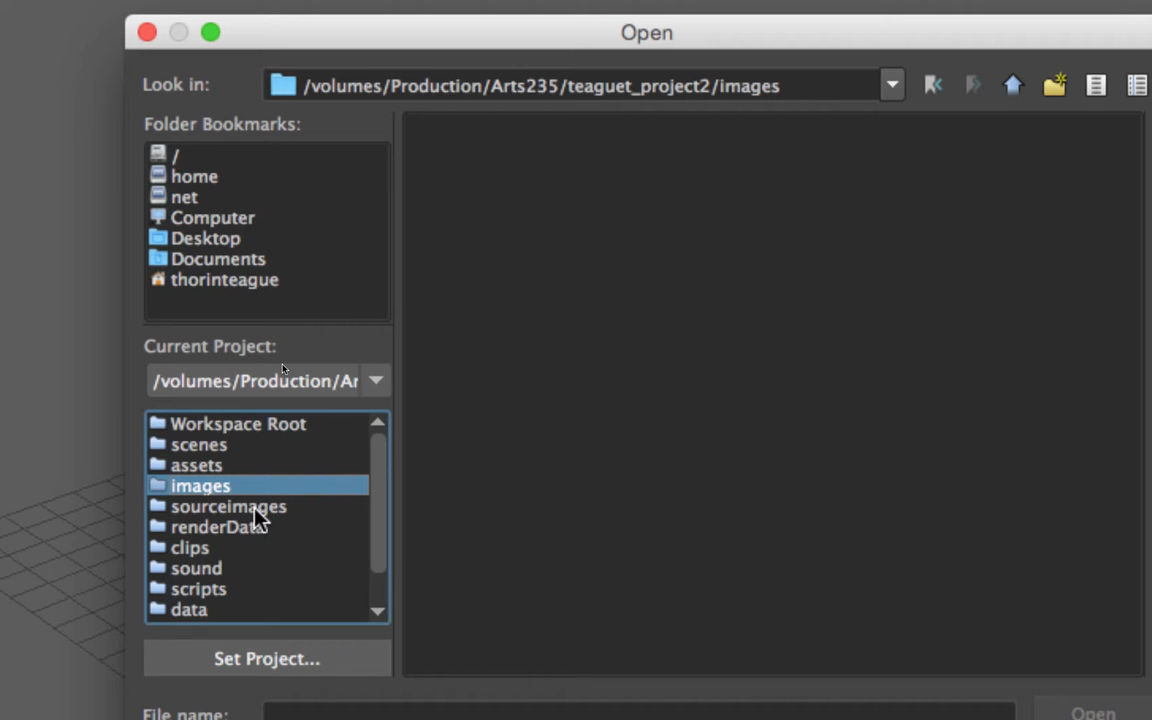 Open
Look in: /volumes/Production/Arts235/teaguet_project2/images
Folder Bookmarks:
/
home
net
Computer
Desktop
Documents
thorinteague
Current Project:
/volumes/Production/Ar
Workspace Root
scenes
assets
images
sourceimages
renderData
clips
sound
scripts
data
Set Project...
File name:
Open